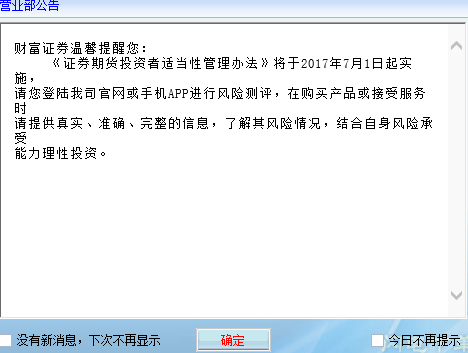 营业部公告
财富证券温馨提醒您：
《证券期货投资者适当性管理办法》将于2017年7月1日起实
施，
请您登陆我司官网或手机APP进行风险测评，在购买产品或接受服务
时
请提供真实、准确、完整的信息，了解其风险情况，结合自身风险承
受
能力理性投资。
没有新消息，下次不再显示 确定 今日不再提示